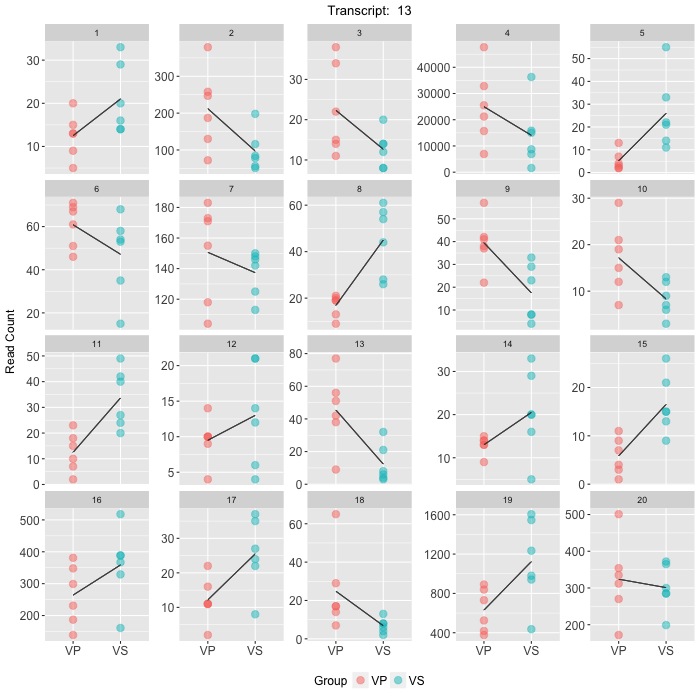 Transcript: 13
1 2 3 4 5
30 20 10
300 200 100
30 20 10
40000 30000 20000 10000 0
50 40 30 20 10 0
6 7 8 9 10
60 40 20
180 160 140 120
60 40 20
50 40 30 20 10
30 20 10
Read Count
11 12 13 14 15
50 40 30 20 10 0
20 15 10 5
80 60 40 20 0
30 20 10
20 10 0
16 17 18 19 20
500 400 300 200
30 20 10
60 40 20 0
1600 1200 800 400
500 400 300 200
VP VS VP VS VP VS VP VS VP VS
Group VP VS